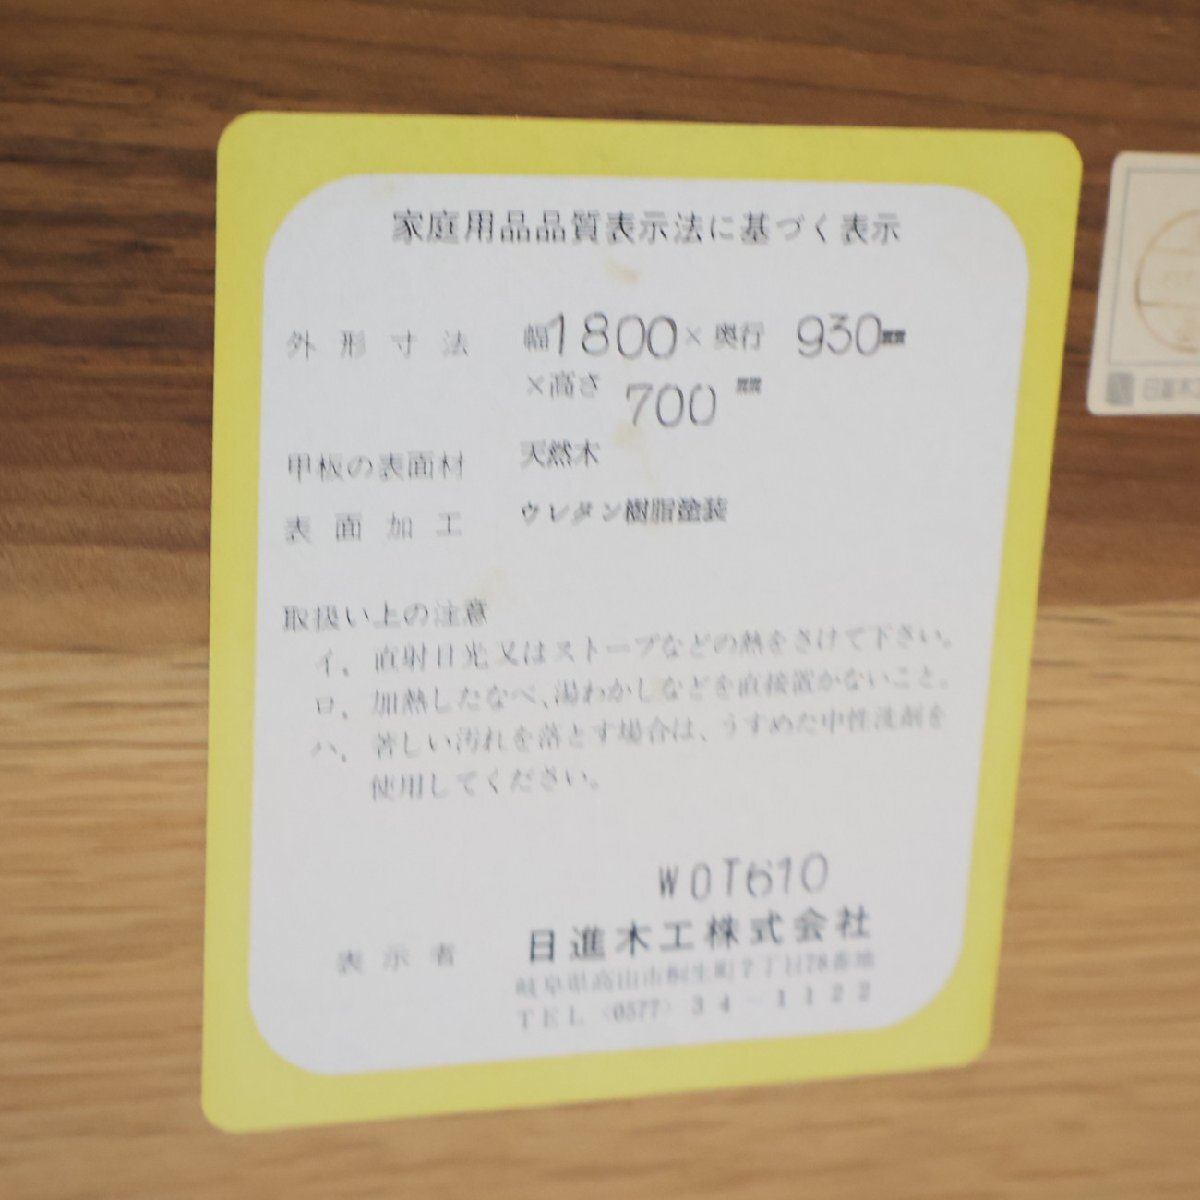 家庭用品品質表示法に基づく表示
外形寸法 幅1800×奥行 930mm
×高さ 700 mm
甲板の表面材 天然木
表面加工 ウレタン樹脂塗装
取扱い上の注意
イ、直射日光又はストーブなどの熱をさけて下さい。
ロ、加熱したなべ、湯わかしなどを直接置かないこと。
ハ、著しい汚れを落とす場合は、うすめた中性洗剤を
使用してください。
WOT610
表示者 日進木工株式会社
岐阜県高山市桐生町7丁目78番地
TEL (0577) 34-1122
日進木